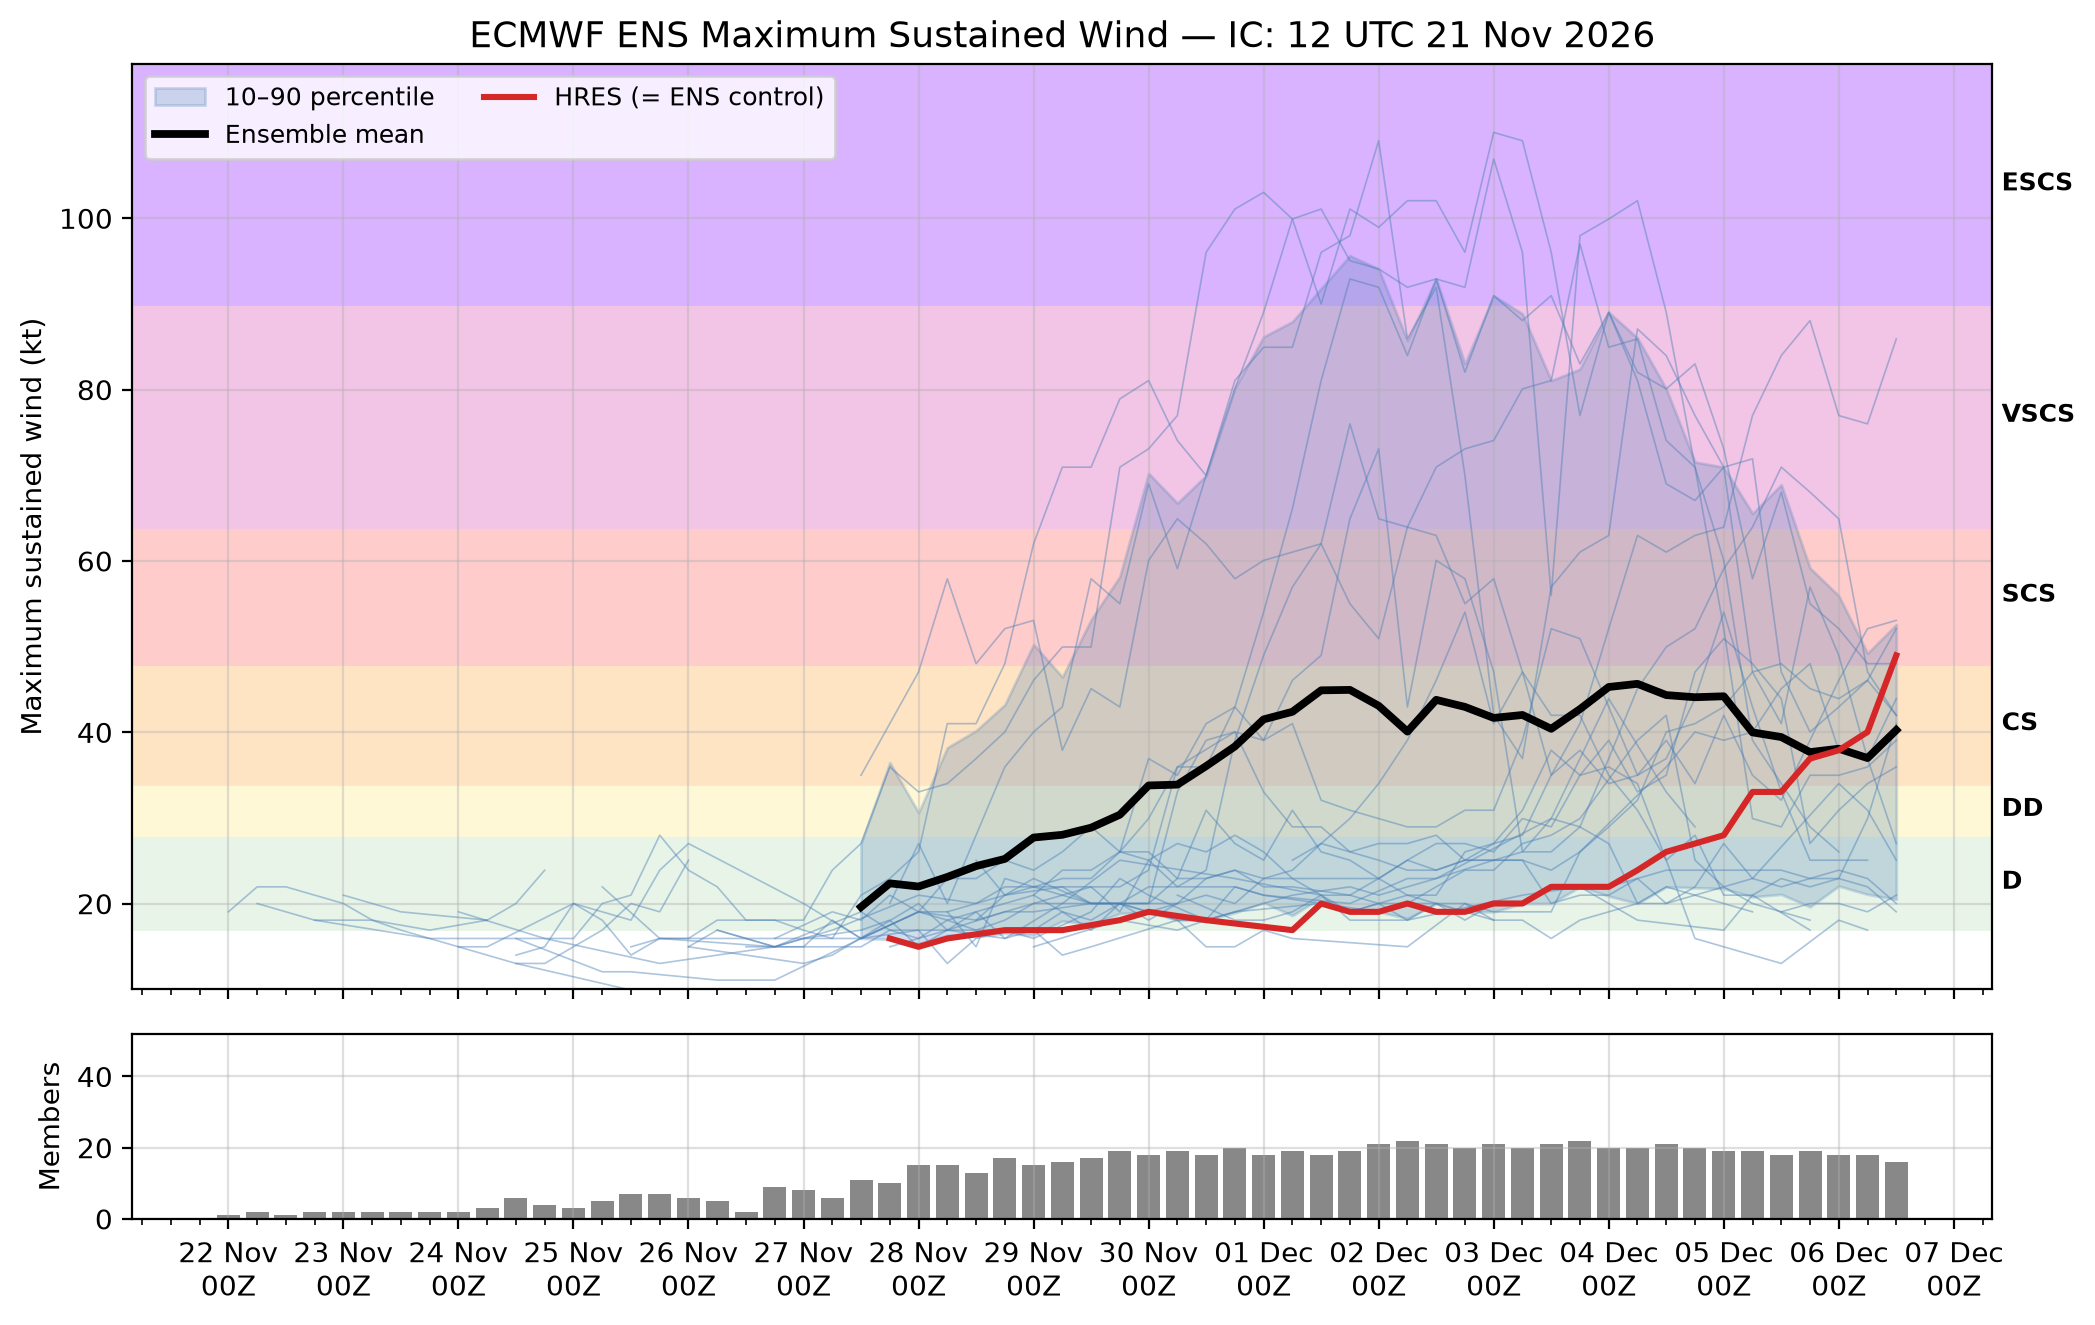 ECMWF ENS Maximum Sustained Wind — IC: 12 UTC 21 Nov 2026
10–90 percentile
Ensemble mean
HRES (= ENS control)
Maximum sustained wind (kt)
100
80
60
40
20
ESCS
VSCS
SCS
CS
DD
D
Members
40
20
0
22 Nov 23 Nov 24 Nov 25 Nov 26 Nov 27 Nov 28 Nov 29 Nov 30 Nov 01 Dec 02 Dec 03 Dec 04 Dec 05 Dec 06 Dec 07 Dec
00Z 00Z 00Z 00Z 00Z 00Z 00Z 00Z 00Z 00Z 00Z 00Z 00Z 00Z 00Z 00Z